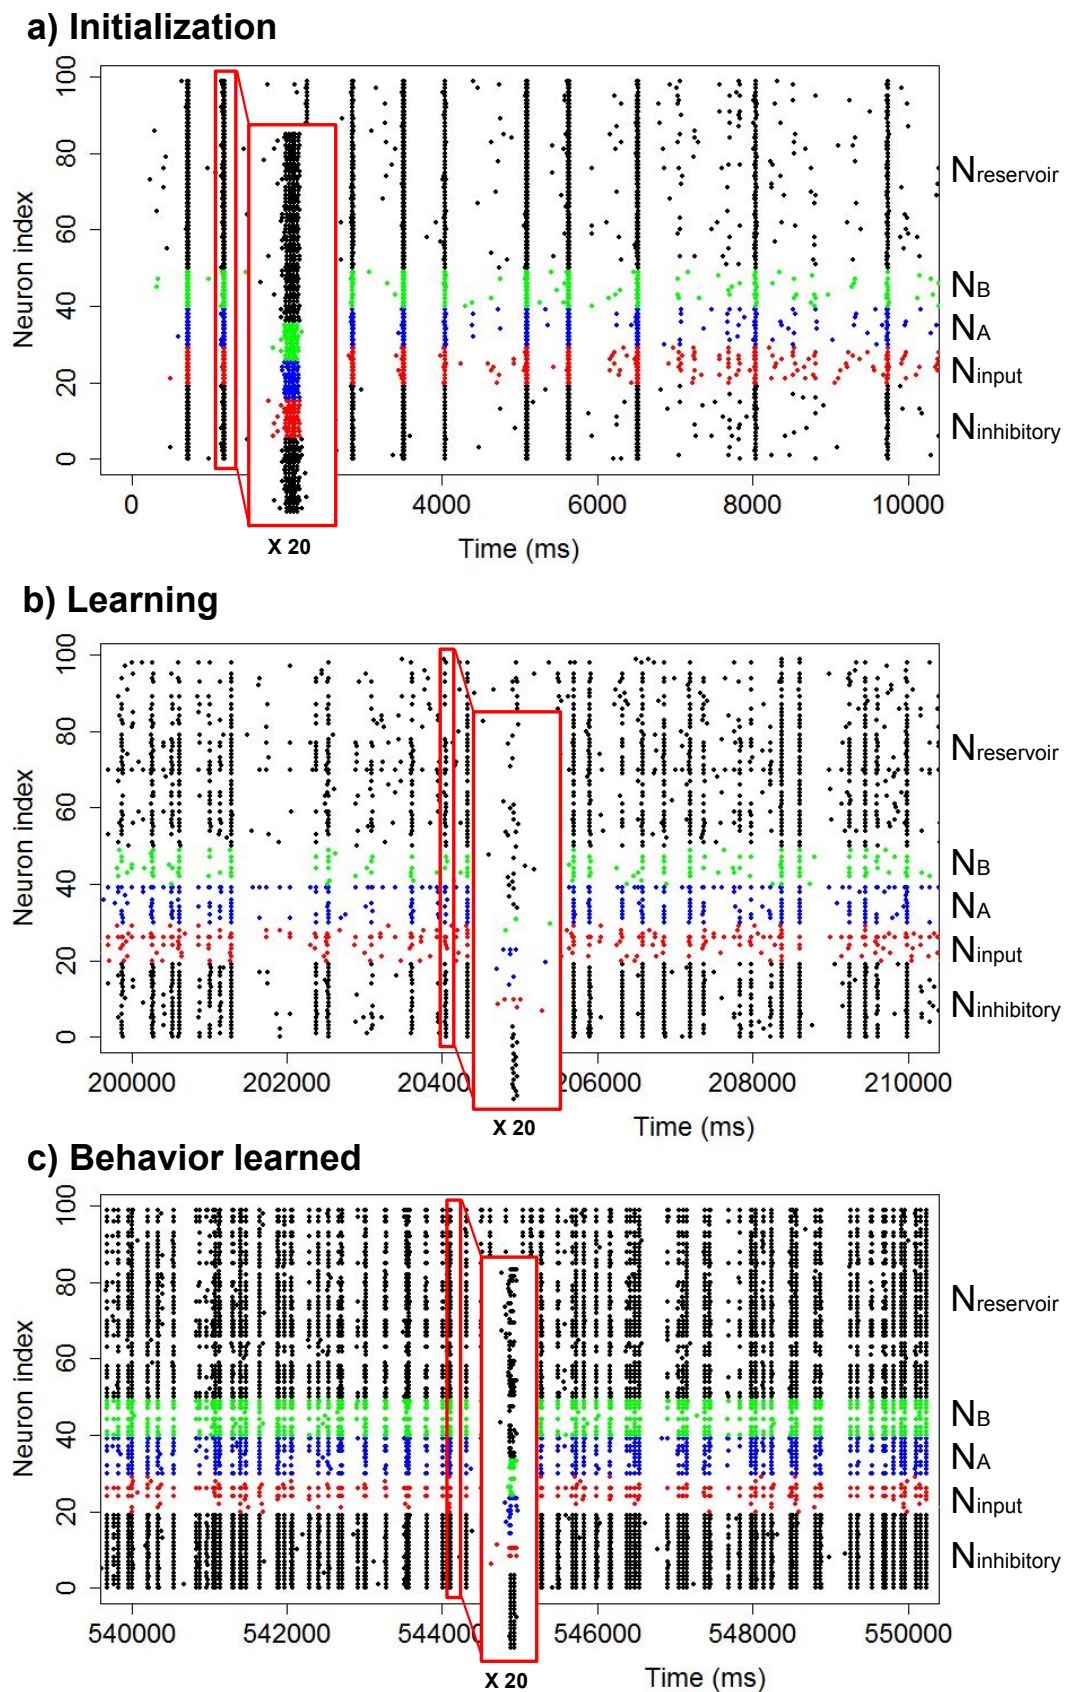 a) Initialization
Neuron index
100
80
60
40
20
0
Nreservoir
NB
NA
Ninput
Ninhibitory
0 4000 6000 8000 10000
X 20
Time (ms)
b) Learning
Neuron index
100
80
60
40
20
0
Nreservoir
NB
NA
Ninput
Ninhibitory
200000 202000 204000 206000 208000 210000
X 20
Time (ms)
c) Behavior learned
Neuron index
100
80
60
40
20
0
Nreservoir
NB
NA
Ninput
Ninhibitory
540000 542000 544000 546000 548000 550000
X 20
Time (ms)